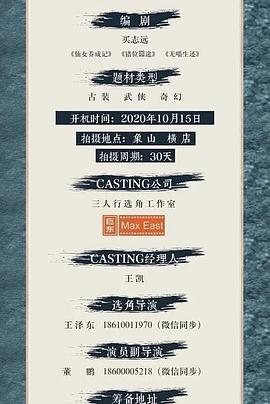 编 剧
买志远
《仙女养成记》 《错位囧途》 《无喵生还》
题材类型
古装 武侠 奇幻
开机时间：2020年10月15日
拍摄地点：象山 横店
拍摄周期：30天
CASTING公司
三人行选角工作室
巨东 Max East
CASTING经理人
王凯
选角导演
王泽东 18610011970（微信同步）
演员副导演
董 鹏 18600005218（微信同步）
筹备地址